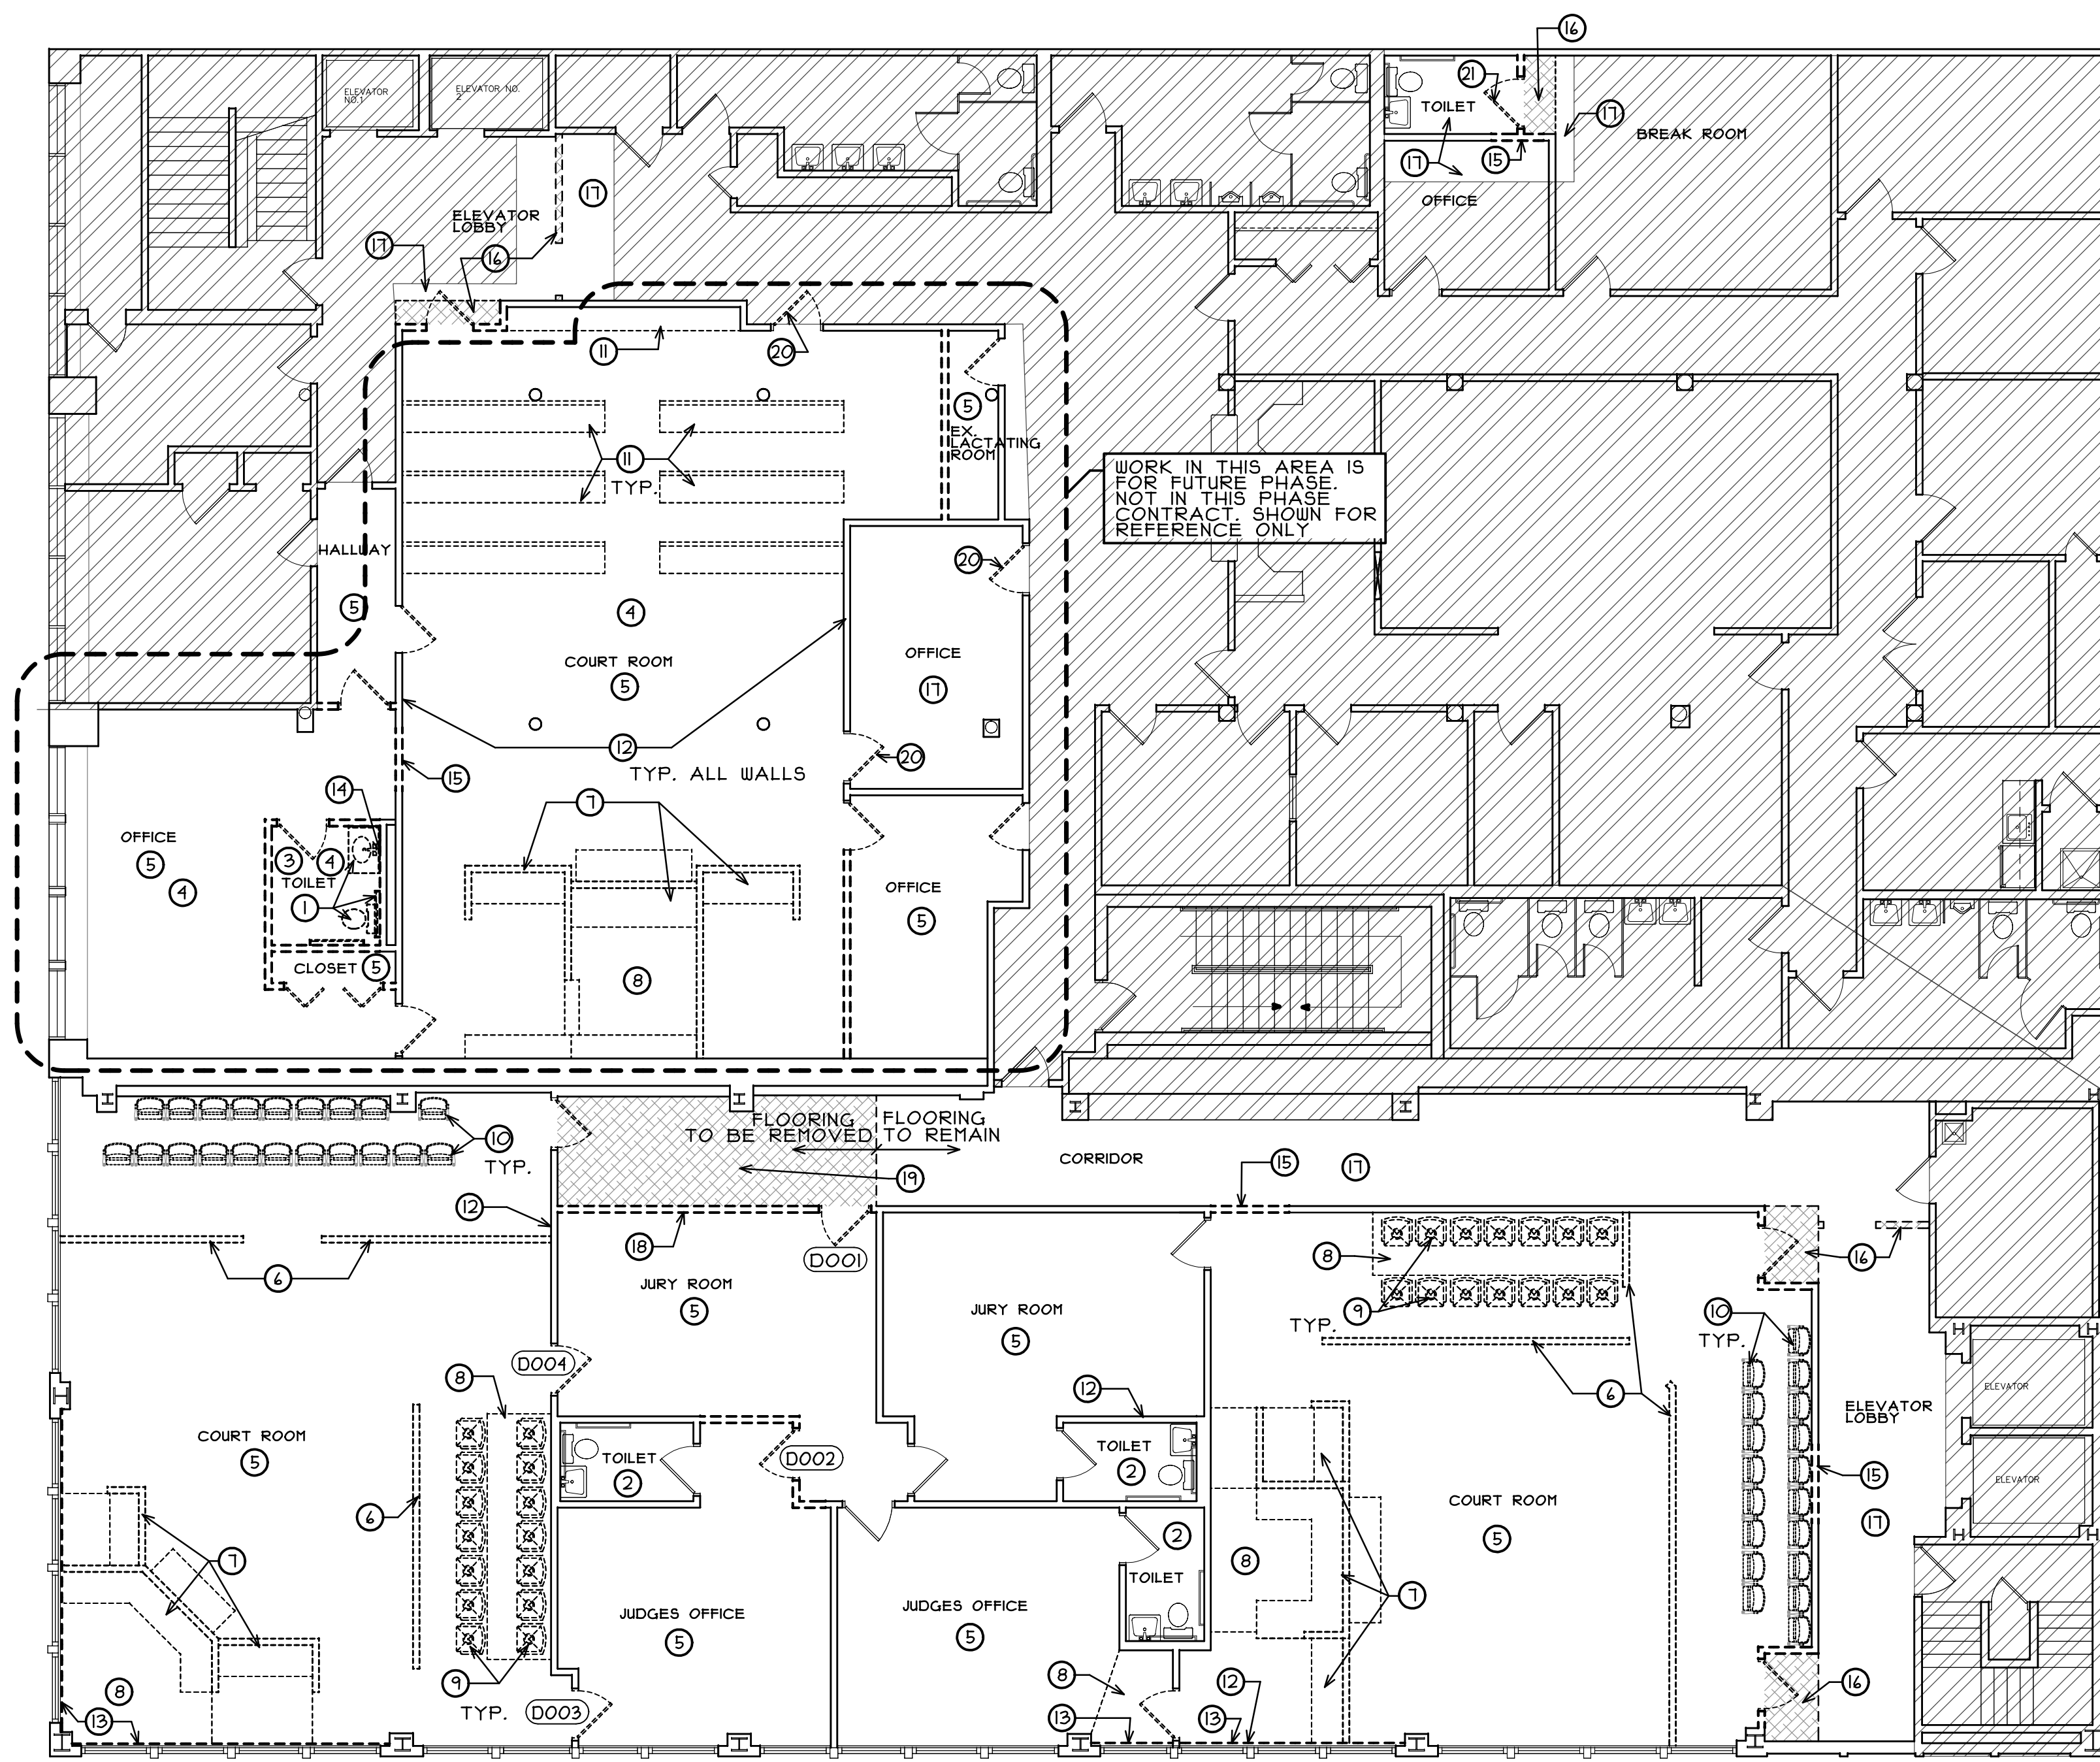 16
21
TOILET
17
BREAK ROOM
17
15
OFFICE
ELEVATOR
NO.1
ELEVATOR NO.
2
17
ELEVATOR
LOBBY
17
16
11
20
5
EX.
LACTATING
ROOM
11
TYP.
WORK IN THIS AREA IS
FOR FUTURE PHASE.
NOT IN THIS PHASE
CONTRACT. SHOWN FOR
REFERENCE ONLY
HALLWAY
5
20
4
COURT ROOM
5
OFFICE
17
12
TYP. ALL WALLS
20
15
14
7
OFFICE
5
4
3
4
TOILET
1
CLOSET
5
OFFICE
5
8
10
TYP.
FLOORING
TO BE REMOVED
FLOORING
TO REMAIN
CORRIDOR
15
17
19
12
18
D001
6
JURY ROOM
5
JURY ROOM
5
8
9
TYP.
16
10
TYP.
D004
8
12
6
ELEVATOR
LOBBY
ELEVATOR
COURT ROOM
5
TOILET
2
D002
TOILET
2
15
ELEVATOR
6
COURT ROOM
5
17
7
2
8
7
TOILET
JUDGES OFFICE
5
JUDGES OFFICE
5
8
9
TYP.
D003
13
8
13
12
13
16